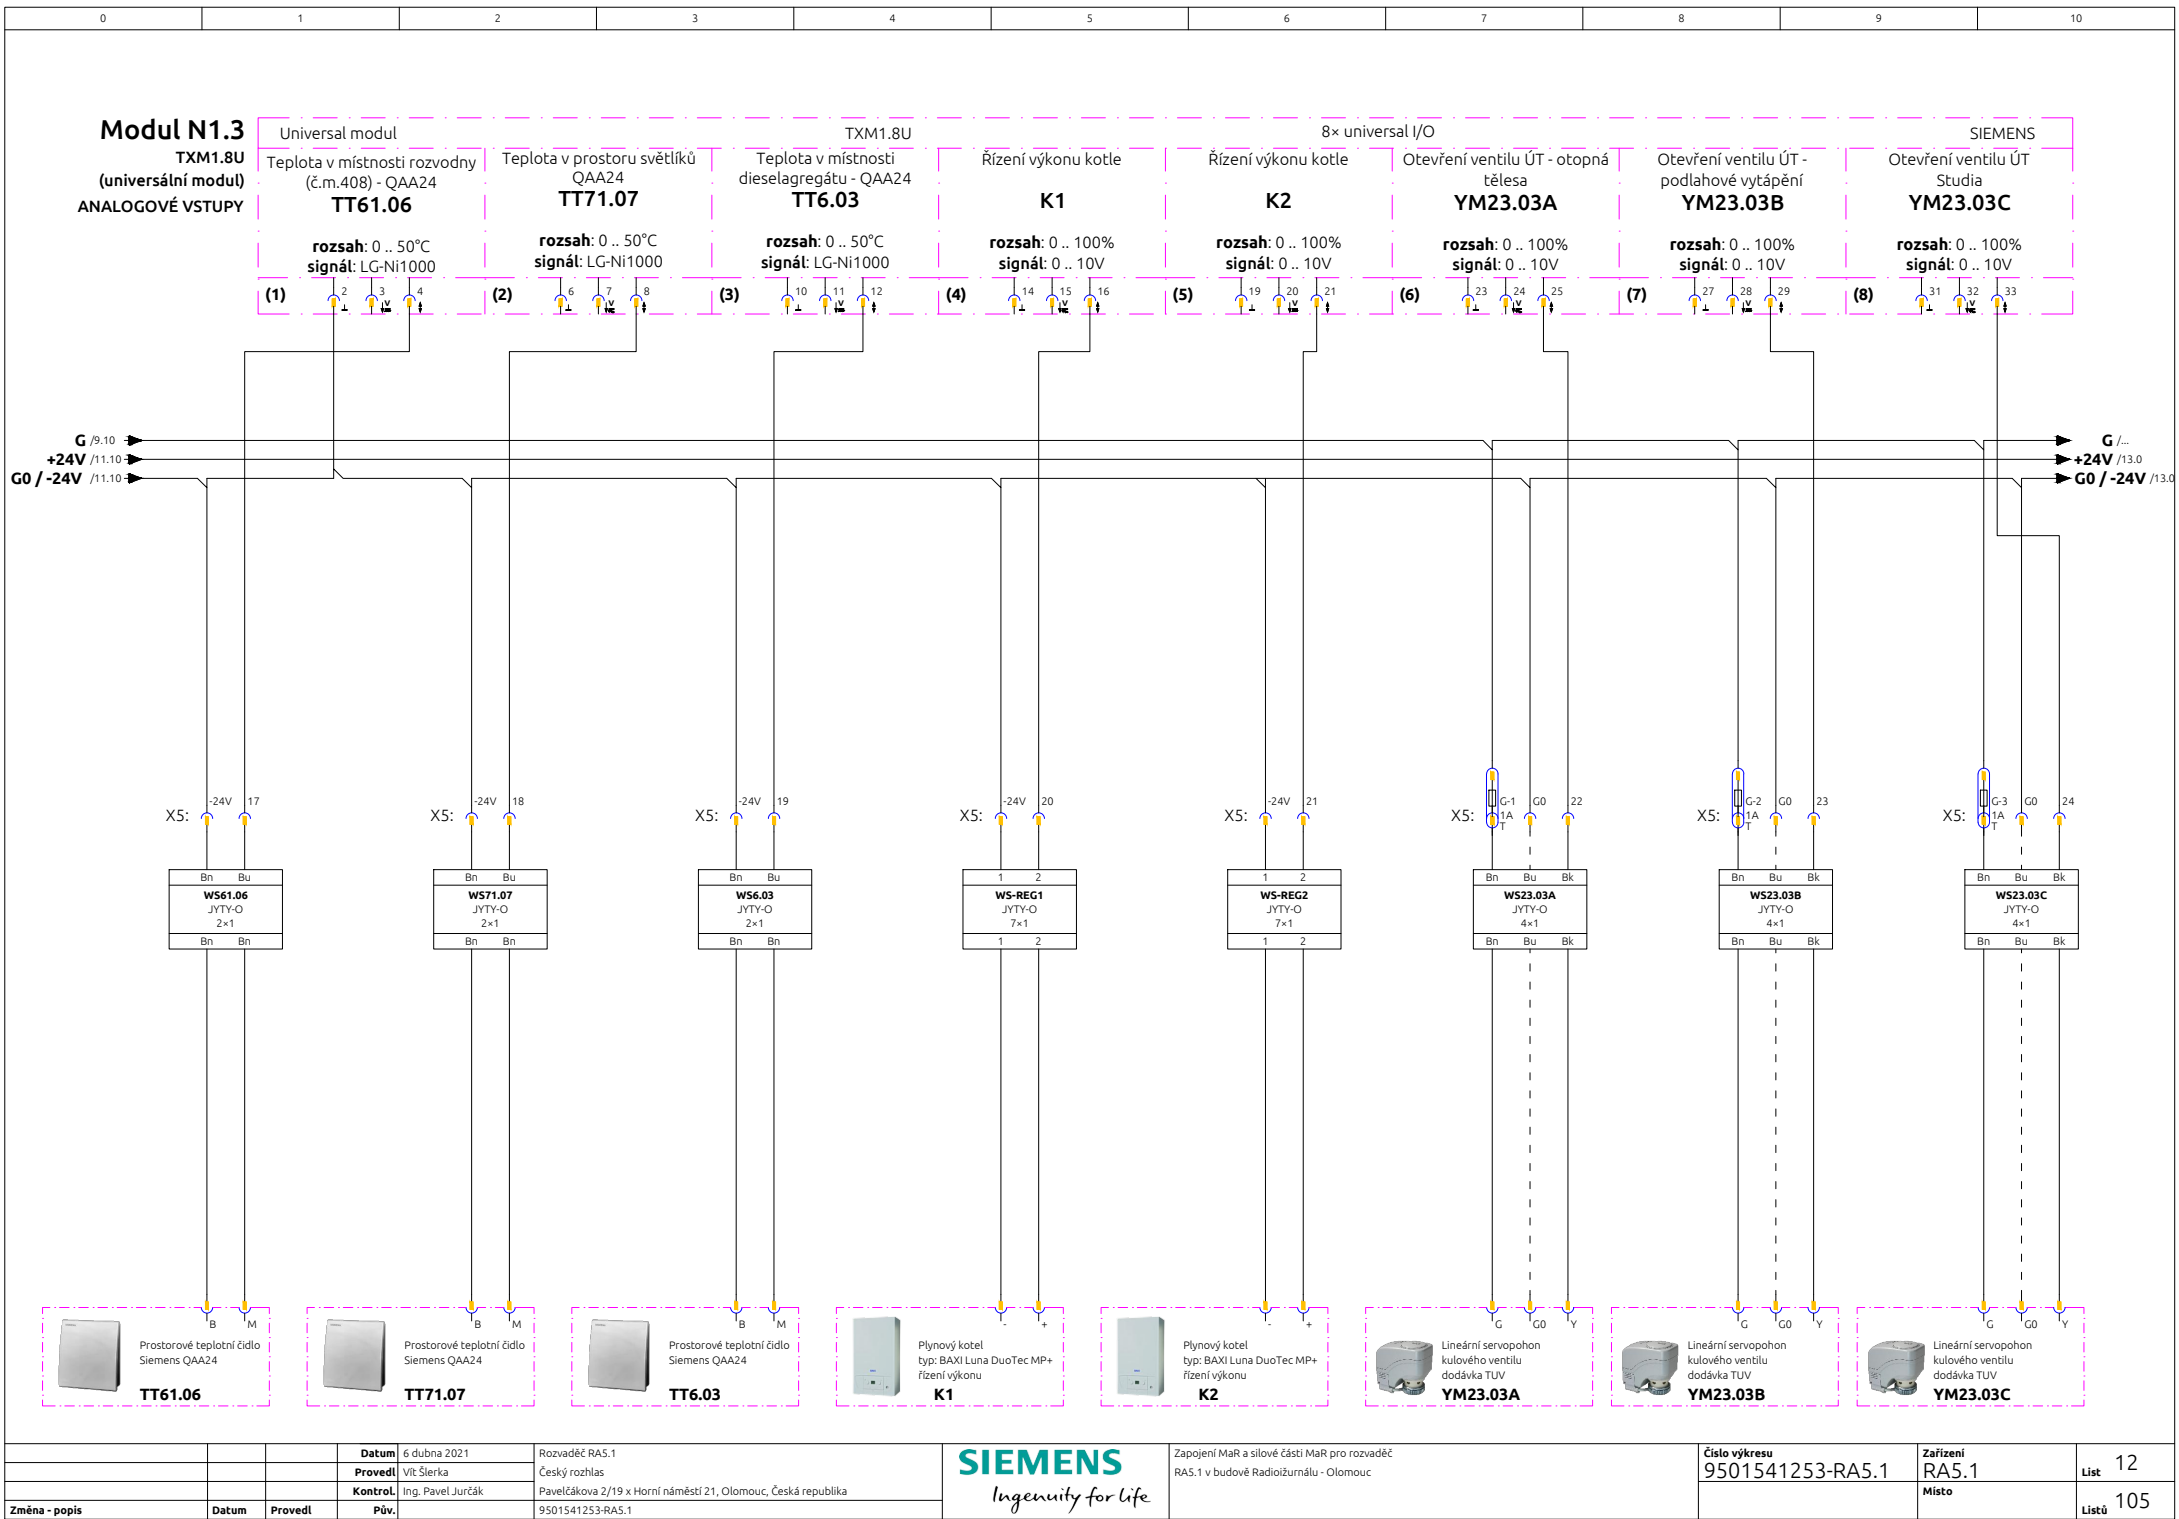 0 1 2 3 4 5 6 7 8 9 10
Modul N1.3
TXM1.8U
(universální modul)
ANALOGOVÉ VSTUPY
Universal modul TXM1.8U 8× universal I/O SIEMENS
Teplota v místnosti rozvodny
(č.m.408) - QAA24
TT61.06
rozsah: 0 .. 50°C
signál: LG-Ni1000
Teplota v prostoru světlíků
QAA24
TT71.07
rozsah: 0 .. 50°C
signál: LG-Ni1000
Teplota v místnosti
dieselagregátu - QAA24
TT6.03
rozsah: 0 .. 50°C
signál: LG-Ni1000
Řízení výkonu kotle
K1
rozsah: 0 .. 100%
signál: 0 .. 10V
Řízení výkonu kotle
K2
rozsah: 0 .. 100%
signál: 0 .. 10V
Otevření ventilu ÚT - otopná
tělesa
YM23.03A
rozsah: 0 .. 100%
signál: 0 .. 10V
Otevření ventilu ÚT -
podlahové vytápění
YM23.03B
rozsah: 0 .. 100%
signál: 0 .. 10V
Otevření ventilu ÚT
Studia
YM23.03C
rozsah: 0 .. 100%
signál: 0 .. 10V
(1) 2 3 4 (2) 6 7 8 (3) 10 11 12 (4) 14 15 16 (5) 19 20 21 (6) 23 24 25 (7) 27 28 29 (8) 31 32 33
G /9.10
+24V /11.10
G0 / -24V /11.10
G /...
+24V /13.0
G0 / -24V /13.0
X5: -24V 17
X5: -24V 18
X5: -24V 19
X5: -24V 20
X5: -24V 21
X5: G-1 1A T G0 22
X5: G-2 1A T G0 23
X5: G-3 1A T G0 24
Bn Bu
WS61.06
JYTY-O
2×1
Bn Bn
Bn Bu
WS71.07
JYTY-O
2×1
Bn Bn
Bn Bu
WS6.03
JYTY-O
2×1
Bn Bn
1 2
WS-REG1
JYTY-O
7×1
1 2
1 2
WS-REG2
JYTY-O
7×1
1 2
Bn Bu Bk
WS23.03A
JYTY-O
4×1
Bn Bu Bk
Bn Bu Bk
WS23.03B
JYTY-O
4×1
Bn Bu Bk
Bn Bu Bk
WS23.03C
JYTY-O
4×1
Bn Bu Bk
B M
Prostorové teplotní čidlo
Siemens QAA24
TT61.06
B M
Prostorové teplotní čidlo
Siemens QAA24
TT71.07
B M
Prostorové teplotní čidlo
Siemens QAA24
TT6.03
- +
Plynový kotel
typ: BAXI Luna DuoTec MP+
řízení výkonu
K1
- +
Plynový kotel
typ: BAXI Luna DuoTec MP+
řízení výkonu
K2
G G0 Y
Lineární servopohon
kulového ventilu
dodávka TUV
YM23.03A
G G0 Y
Lineární servopohon
kulového ventilu
dodávka TUV
YM23.03B
G G0 Y
Lineární servopohon
kulového ventilu
dodávka TUV
YM23.03C
Datum 6 dubna 2021
Provedl Vít Šlerka
Kontrol. Ing. Pavel Jurčák
Změna - popis Datum Provedl Pův.
Rozvaděč RA5.1
Český rozhlas
Pavelčákova 2/19 x Horní náměstí 21, Olomouc, Česká republika
9501541253-RA5.1
SIEMENS
Ingenuity for life
Zapojení MaR a silové části MaR pro rozvaděč
RA5.1 v budově Radioižurnálu - Olomouc
Číslo výkresu
9501541253-RA5.1
Zařízení
RA5.1
Místo
List 12
Listů 105